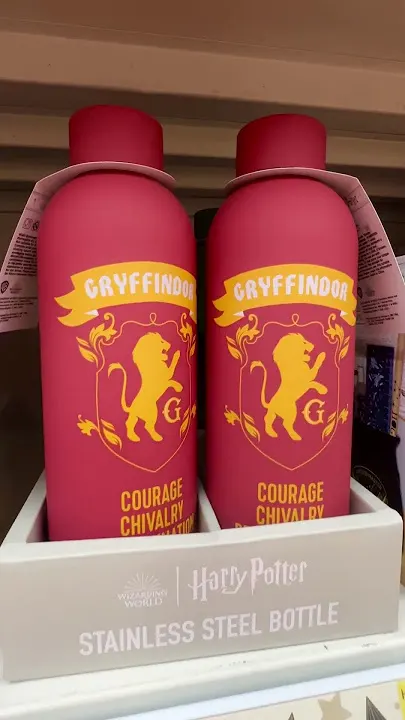 GRYFFINDOR
G
COURAGE
CHIVALRY
GRYFFINDOR
G
COURAGE
CHIVALRY
WIZARDING
WORLD
Harry Potter
STAINLESS STEEL BOTTLE